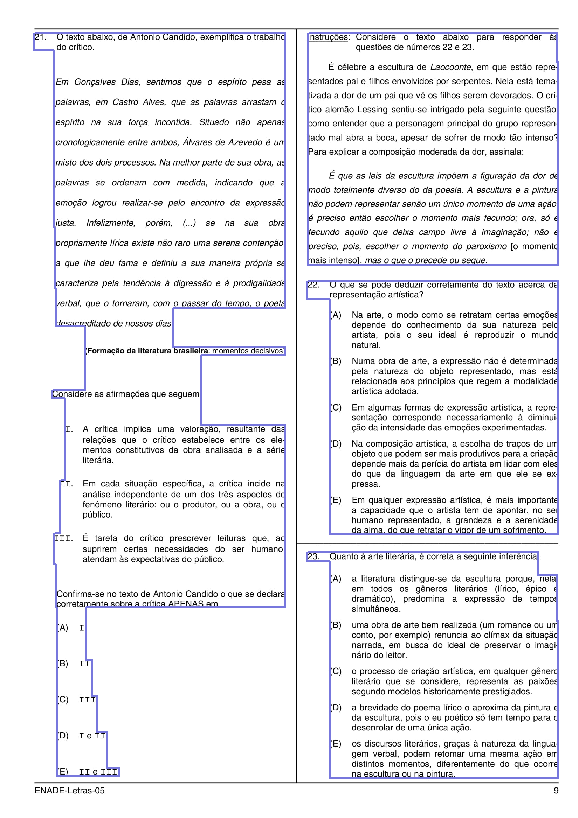 21. O texto abaixo, de Antonio Candido, exemplifica o trabalho
do crítico.
Em Gonçalves Dias, sentimos que o espírito pesa as
palavras, em Castro Alves, que as palavras arrastam o
espírito na sua força incontida. Situado não apenas
cronologicamente entre ambos, Álvares de Azevedo é um
misto dos dois processos. Na melhor parte de sua obra, as
palavras se ordenam com medida, indicando que a
emoção logrou realizar-se pelo encontro da expressão
justa. Infelizmente, porém, (...) se na sua obra
propriamente lírica existe não raro uma serena contenção,
a que lhe deu fama e definiu a sua maneira própria se
caracteriza pela tendência à digressão e à prodigalidade
verbal, que o tornaram, com o passar do tempo, o poeta
desacreditado de nossos dias
(Formação da literatura brasileira, momentos decisivos)
Considere as afirmações que seguem
I. A crítica implica uma valoração, resultante das
relações que o crítico estabelece entre os ele-
mentos constitutivos da obra analisada e a série
literária.
II. Em cada situação específica, a crítica incide na
análise independente de um dos três aspectos do
fenômeno literário: ou o produtor, ou a obra, ou o
público.
III. É tarefa do crítico prescrever leituras que, ao
suprirem certas necessidades do ser humano,
atendam às expectativas do público.
Confirma-se no texto de Antonio Candido o que se declara
corretamente sobre a crítica APENAS em
(A) I
(B) II
(C) III
(D) I e II
(E) II e III
Instruções: Considere o texto abaixo para responder às
questões de números 22 e 23.
É célebre a escultura de Laocoonte, em que estão repre-
sentados pai e filhos envolvidos por serpentes. Nela está tema-
tizada a dor de um pai que vê os filhos serem devorados. O crí-
tico alemão Lessing sentiu-se intrigado pela seguinte questão:
como entender que a personagem principal do grupo represen-
tado mal abra a boca, apesar de sofrer de modo tão intenso?
Para explicar a composição moderada da dor, assinala:
É que as leis da escultura impõem a figuração da dor de
modo totalmente diverso do da poesia. A escultura e a pintura
não podem representar senão um único momento de uma ação;
é preciso então escolher o momento mais fecundo; ora, só é
fecundo aquilo que deixa campo livre à imaginação; não é
preciso, pois, escolher o momento do paroxismo [o momento
mais intenso], mas o que o precede ou segue.
22. O que se pode deduzir corretamente do texto acerca da
representação artística?
(A) Na arte, o modo como se retratam certas emoções
depende do conhecimento da sua natureza pelo
artista, pois o seu ideal é reproduzir o mundo
natural.
(B) Numa obra de arte, a expressão não é determinada
pela natureza do objeto representado, mas está
relacionada aos princípios que regem a modalidade
artística adotada.
(C) Em algumas formas de expressão artística, a repre-
sentação corresponde necessariamente à diminui-
ção da intensidade das emoções experimentadas.
(D) Na composição artística, a escolha de traços de um
objeto que podem ser mais produtivos para a criação
depende mais da perícia do artista em lidar com eles
do que da linguagem da arte em que ele se ex-
pressa.
(E) Em qualquer expressão artística, é mais importante
a capacidade que o artista tem de apontar, no ser
humano representado, a grandeza e a serenidade
da alma, do que retratar o vigor de um sofrimento.
23. Quanto à arte literária, é correta a seguinte inferência
(A) a literatura distingue-se da escultura porque, nela,
em todos os gêneros literários (lírico, épico e
dramático), predomina a expressão de tempos
simultâneos.
(B) uma obra de arte bem realizada (um romance ou um
conto, por exemplo) renuncia ao clímax da situação
narrada, em busca do ideal de preservar o imagi-
nário do leitor.
(C) o processo de criação artística, em qualquer gênero
literário que se considere, representa as paixões
segundo modelos historicamente prestigiados.
(D) a brevidade do poema lírico o aproxima da pintura e
da escultura, pois o eu poético só tem tempo para o
desenrolar de uma única ação.
(E) os discursos literários, graças à natureza da lingua-
gem verbal, podem retomar uma mesma ação em
distintos momentos, diferentemente do que ocorre
na escultura ou na pintura.
ENADE-Letras-05
9